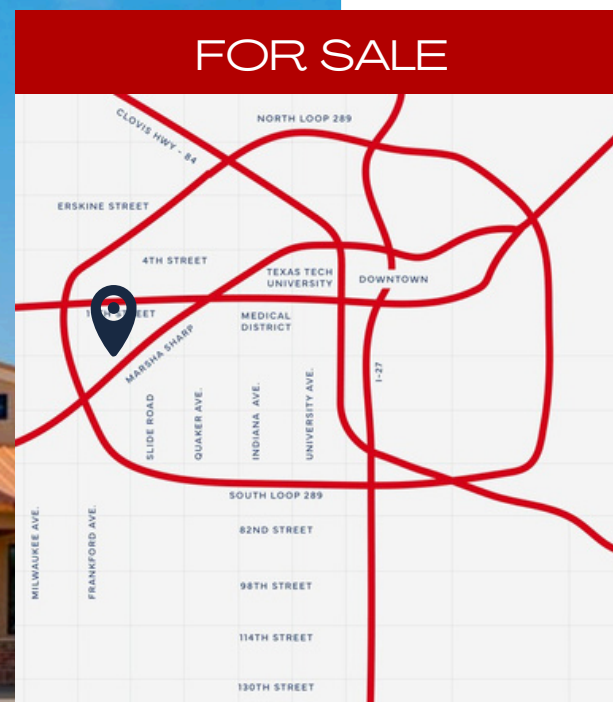 FOR SALE
NORTH LOOP 289
CLOVIS HWY - 84
ERSKINE STREET
4TH STREET
TEXAS TECH
UNIVERSITY
DOWNTOWN
MEDICAL
DISTRICT
MARSHA SHARP
I-27
SLIDE ROAD
QUAKER AVE.
INDIANA AVE.
UNIVERSITY AVE.
SOUTH LOOP 289
MILWAUKEE AVE.
FRANKFORD AVE.
82ND STREET
98TH STREET
114TH STREET
130TH STREET